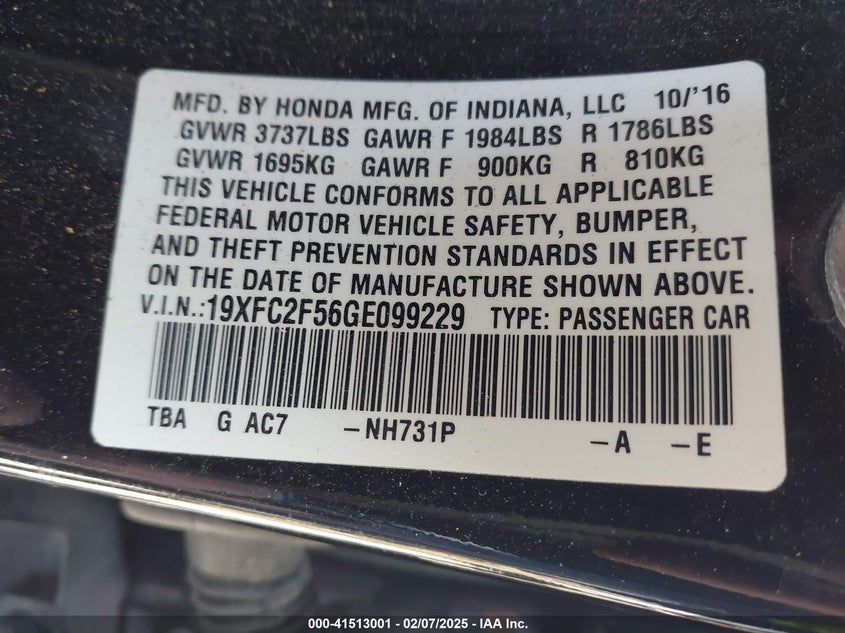 MFD. BY HONDA MFG. OF INDIANA, LLC 10/'16
GVWR 3737LBS GAWR F 1984LBS R 1786LBS
GVWR 1695KG GAWR F 900KG R 810KG
THIS VEHICLE CONFORMS TO ALL APPLICABLE
FEDERAL MOTOR VEHICLE SAFETY, BUMPER,
AND THEFT PREVENTION STANDARDS IN EFFECT
ON THE DATE OF MANUFACTURE SHOWN ABOVE.
V.I.N.:19XFC2F56GE099229 TYPE: PASSENGER CAR
TBA G AC7 -NH731P -A -E
000-41513001 | 02/07/2025 - IAA Inc.